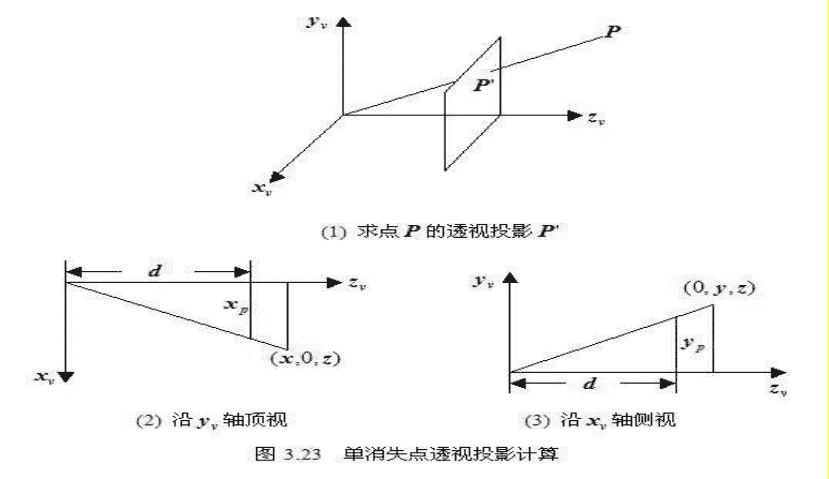 y_v
P
P'
z_v
x_v
(1) 求点 P 的透视投影 P'
d
z_v
x_p
(x,0,z)
x_v
(2) 沿 y_v 轴顶视
y_v
(0, y, z)
y_p
d
z_v
(3) 沿 x_v 轴侧视
图 3.23 单消失点透视投影计算